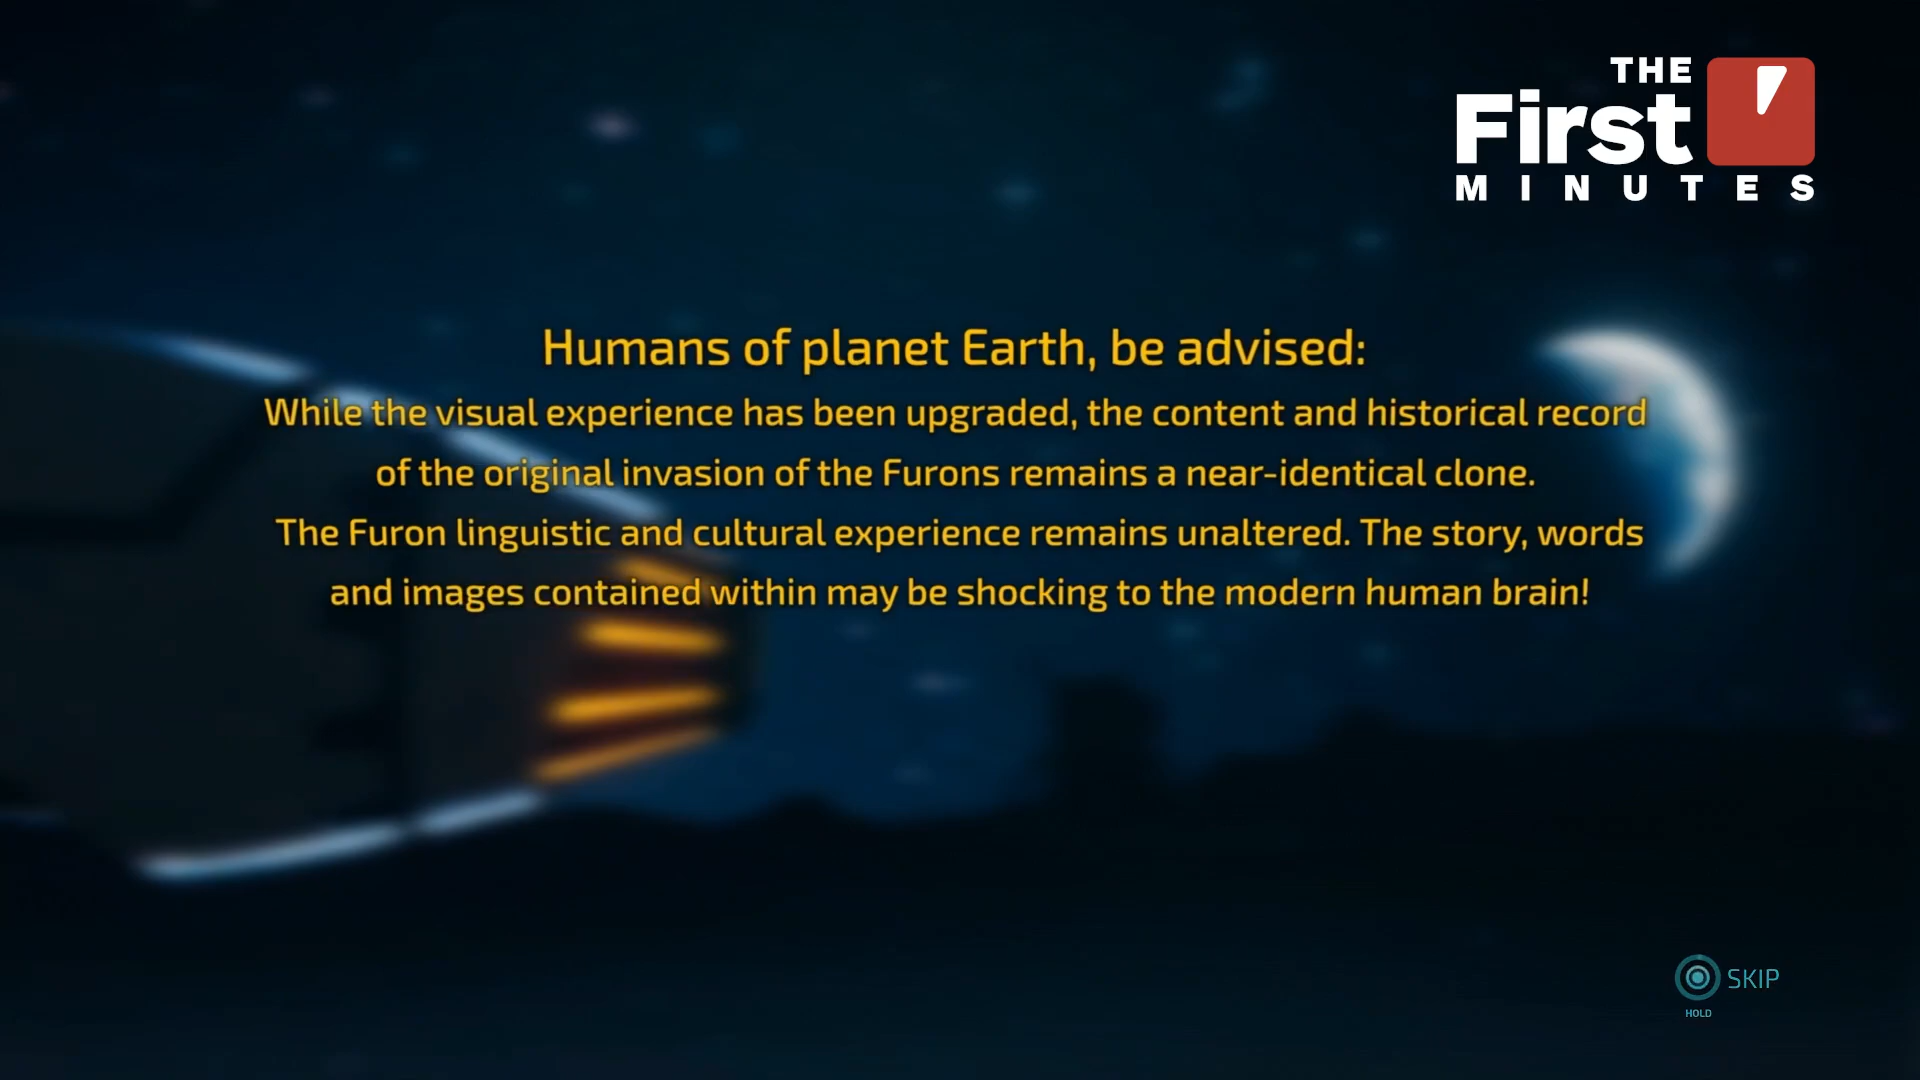 THE
First
MINUTES
Humans of planet Earth, be advised:
While the visual experience has been upgraded, the content and historical record
of the original invasion of the Furons remains a near-identical clone.
The Furon linguistic and cultural experience remains unaltered. The story, words
and images contained within may be shocking to the modern human brain!
SKIP
HOLD